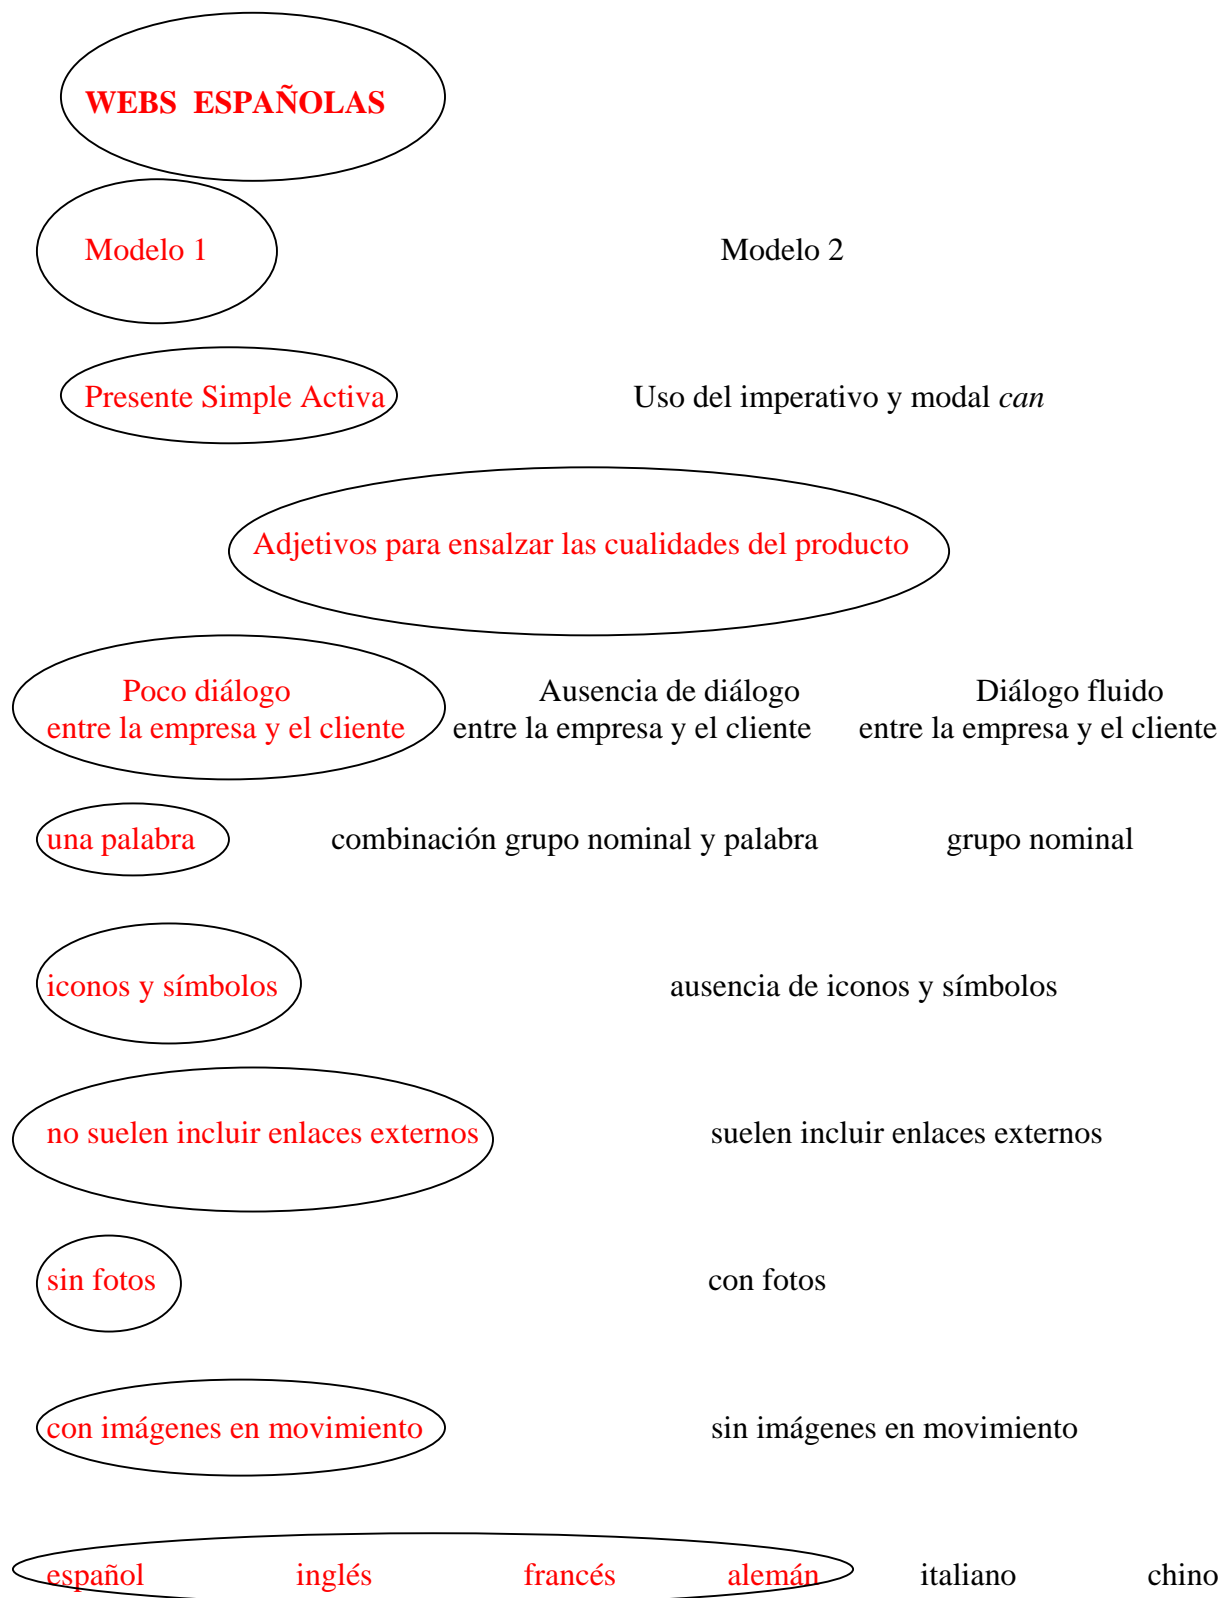 WEBS ESPAÑOLAS
Modelo 1 Modelo 2
Presente Simple Activa Uso del imperativo y modal can
Adjetivos para ensalzar las cualidades del producto
Poco diálogo Ausencia de diálogo Diálogo fluido
entre la empresa y el cliente entre la empresa y el cliente entre la empresa y el cliente
una palabra combinación grupo nominal y palabra grupo nominal
iconos y símbolos ausencia de iconos y símbolos
no suelen incluir enlaces externos suelen incluir enlaces externos
sin fotos con fotos
con imágenes en movimiento sin imágenes en movimiento
español inglés francés alemán italiano chino